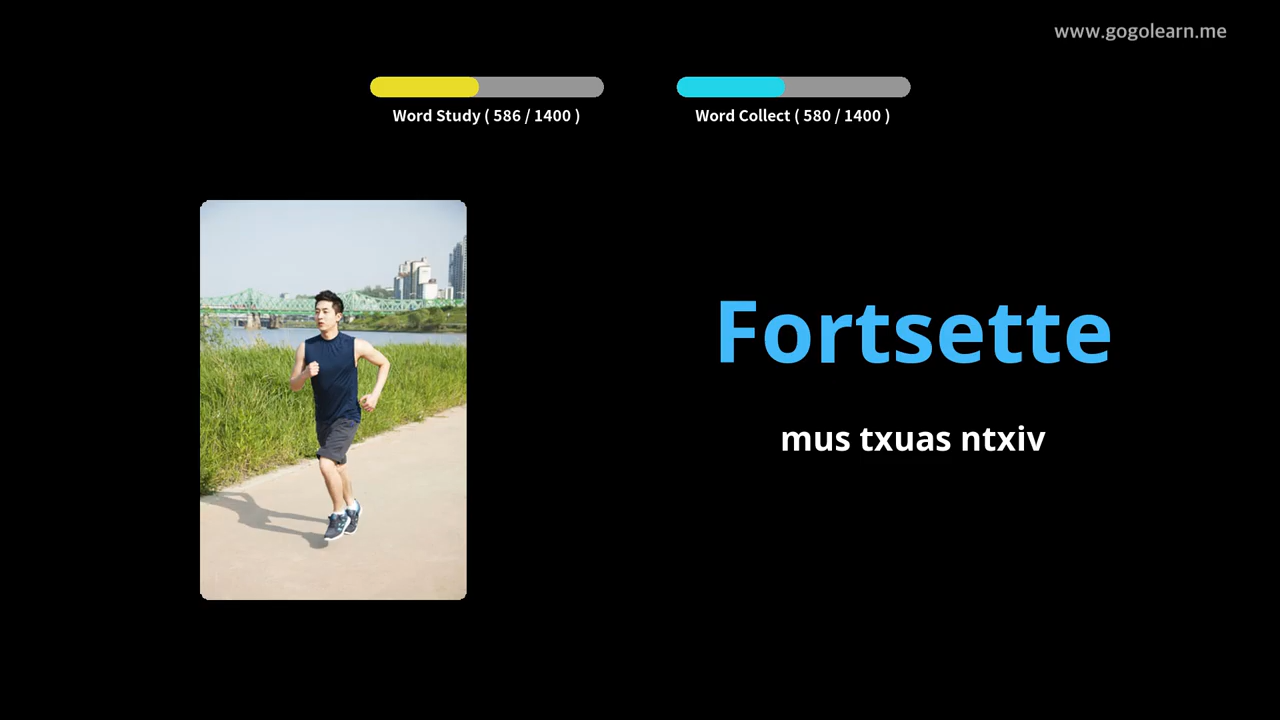 www.gogolearn.me
Word Study ( 586 / 1400 )
Word Collect ( 580 / 1400 )
Fortsette
mus txuas ntxiv